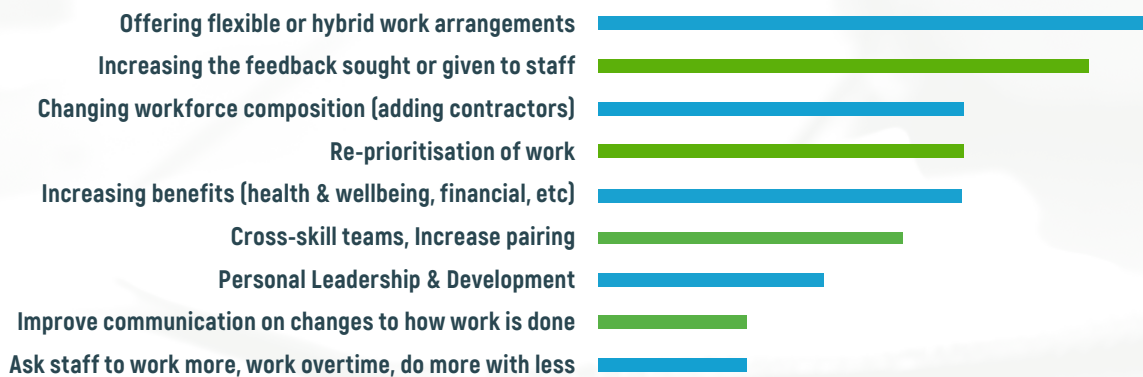 Offering flexible or hybrid work arrangements
Increasing the feedback sought or given to staff
Changing workforce composition (adding contractors)
Re-prioritisation of work
Increasing benefits (health & wellbeing, financial, etc)
Cross-skill teams, Increase pairing
Personal Leadership & Development
Improve communication on changes to how work is done
Ask staff to work more, work overtime, do more with less